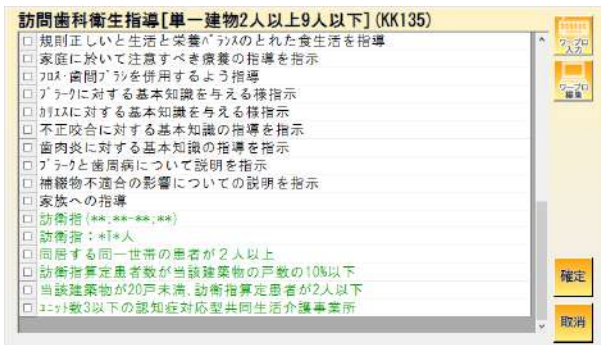 訪問歯科衛生指導[単一建物2人以上9人以下] (KK135)
規則正しいと生活と栄養ﾊﾞﾗﾝｽのとれた食生活を指導
家庭に於いて注意すべき療養の指導を指示
ﾌﾛｽ･歯間ﾌﾞﾗｼを併用するよう指導
ﾌﾟﾗｰｸに対する基本知識を与える様指示
ｶﾘｴｽに対する基本知識を与える様指示
不正咬合に対する基本知識の指導を指示
歯肉炎に対する基本知識の指導を指示
ﾌﾟﾗｰｸと歯周病について説明を指示
補綴物不適合の影響についての説明を指示
家族への指導
訪衛指(**:**-**:**)
訪衛指:*T*人
同居する同一世帯の患者が2人以上
訪衛指算定患者数が当該建築物の戸数の10%以下
当該建築物が20戸未満､訪衛指算定患者が2人以下
ﾕﾆｯﾄ数3以下の認知症対応型共同生活介護事業所
ワープロ
入力
ワープロ
編集
確定
取消